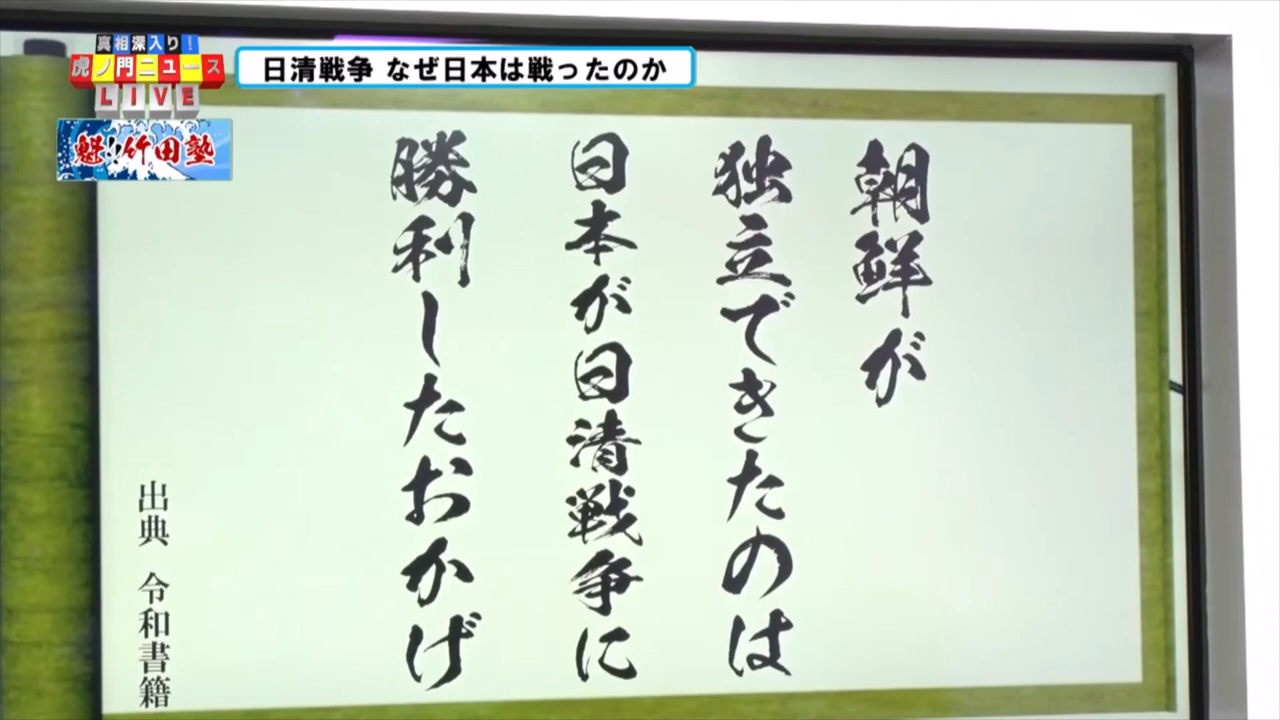 真相深入り!
虎ノ門ニュース
LIVE
魁!!竹田塾
日清戦争 なぜ日本は戦ったのか
朝鮮が
独立できたのは
日本が日清戦争に
勝利したおかげ
出典 令和書籍